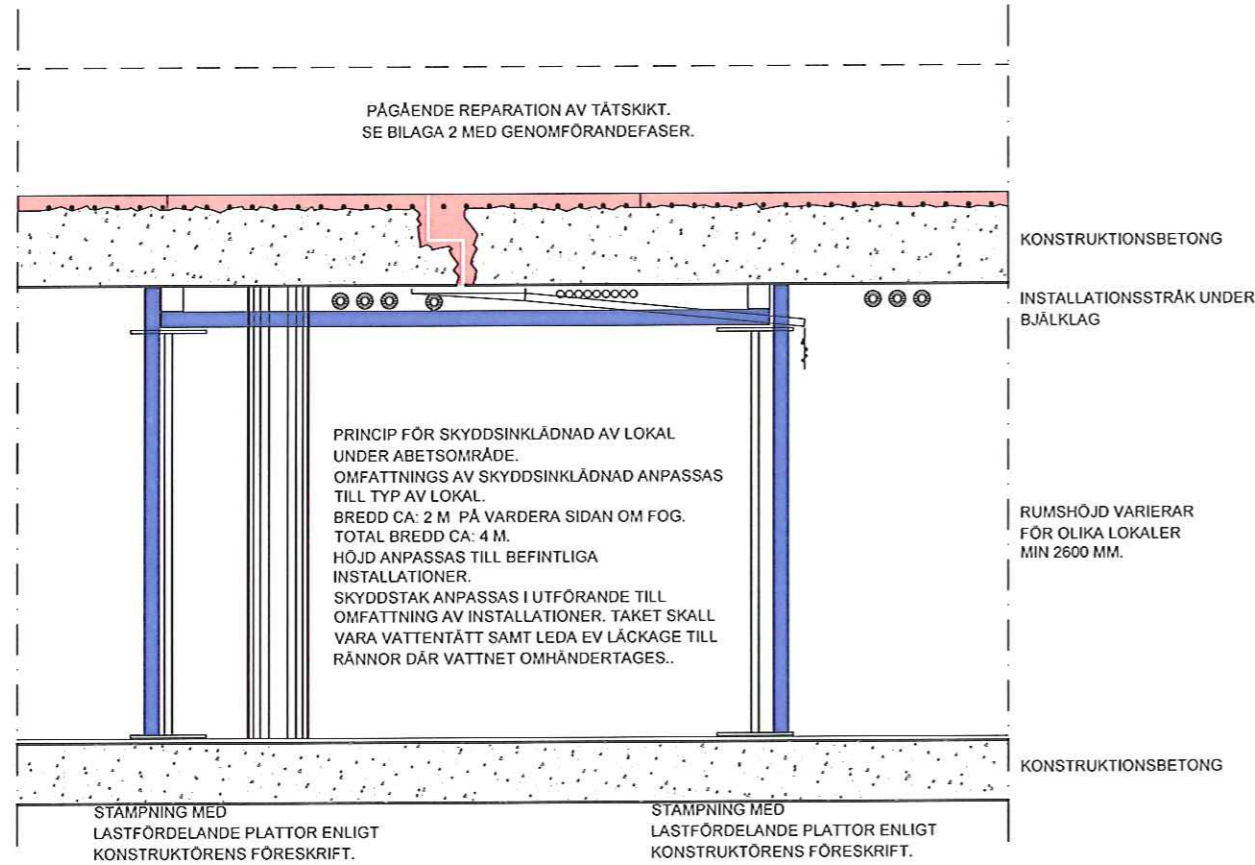 PÅGÅENDE REPARATION AV TÄTSKIKT.
SE BILAGA 2 MED GENOMFÖRANDEFASER.
KONSTRUKTIONSBETONG
INSTALLATIONSSTRÅK UNDER
BJÄLKLAG
PRINCIP FÖR SKYDDSINKLÄDNAD AV LOKAL
UNDER ABETSOMRÅDE.
OMFATTNINGS AV SKYDDSINKLÄDNAD ANPASSAS
TILL TYP AV LOKAL.
BREDD CA: 2 M PÅ VARDERA SIDAN OM FOG.
TOTAL BREDD CA: 4 M.
HÖJD ANPASSAS TILL BEFINTLIGA
INSTALLATIONER.
SKYDDSTAK ANPASSAS I UTFÖRANDE TILL
OMFATTNING AV INSTALLATIONER. TAKET SKALL
VARA VATTENTÄTT SAMT LEDA EV LÄCKAGE TILL
RÄNNOR DÄR VATTNET OMHÄNDERTAGES..
RUMSHÖJD VARIERAR
FÖR OLIKA LOKALER
MIN 2600 MM.
KONSTRUKTIONSBETONG
STÄMPNING MED
LASTFÖRDELANDE PLATTOR ENLIGT
KONSTRUKTÖRENS FÖRESKRIFT.
STÄMPNING MED
LASTFÖRDELANDE PLATTOR ENLIGT
KONSTRUKTÖRENS FÖRESKRIFT.